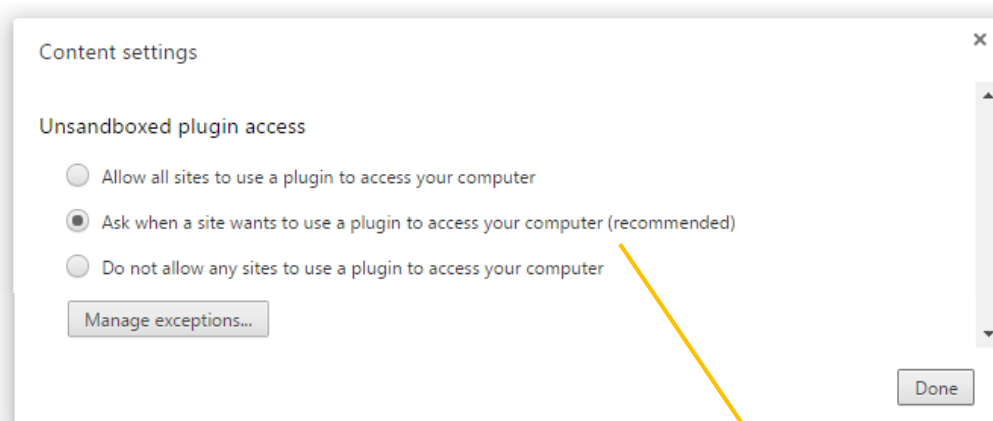 Content settings
Unsandboxed plugin access
Allow all sites to use a plugin to access your computer
Ask when a site wants to use a plugin to access your computer (recommended)
Do not allow any sites to use a plugin to access your computer
Manage exceptions...
Done